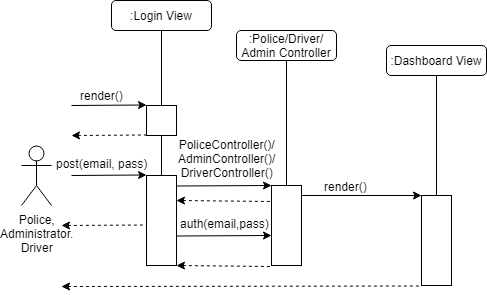 :Login View
:Police/Driver/
Admin Controller
:Dashboard View
render()
PoliceController()/
AdminController()/
DriverController()
post(email, pass)
render()
Police,
Administrator.
Driver
auth(email,pass)